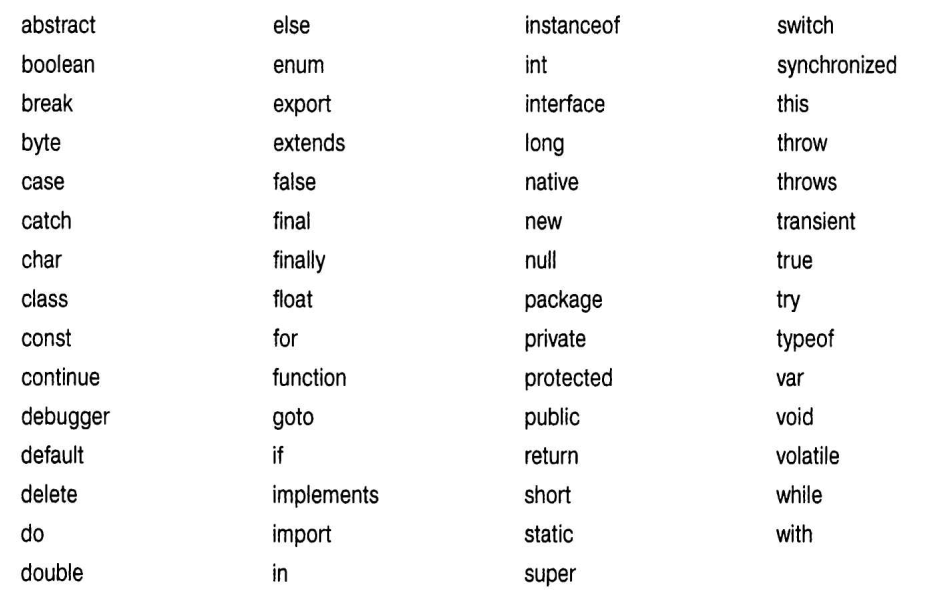 abstract else instanceof switch
boolean enum int synchronized
break export interface this
byte extends long throw
case false native throws
catch final new transient
char finally null true
class float package try
const for private typeof
continue function protected var
debugger goto public void
default if return volatile
delete implements short while
do import static with
double in super